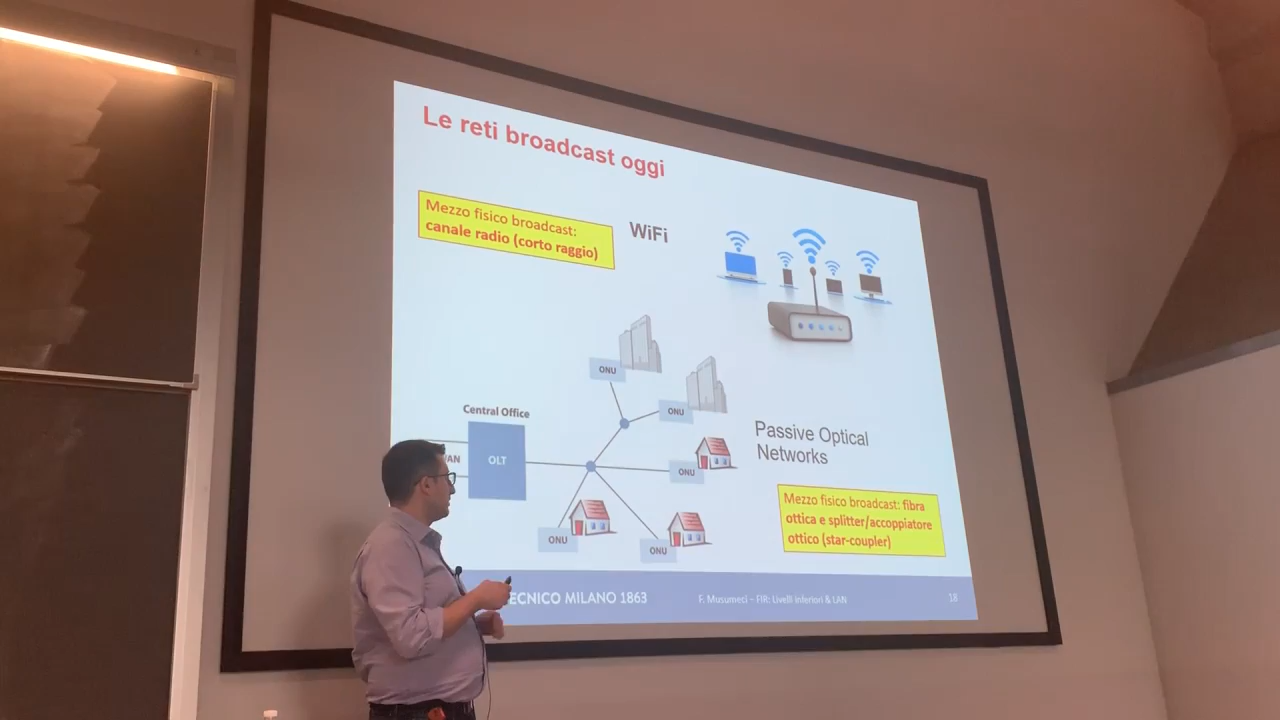 Le reti broadcast oggi
Mezzo fisico broadcast:
canale radio (corto raggio)
WiFi
ONU
ONU
Central Office
OLT
ONU
ONU
ONU
Passive Optical
Networks
Mezzo fisico broadcast: fibra
ottica e splitter/accoppiatore
ottico (star-coupler)
ECNICO MILANO 1863
F. Musumeci – FIR: Livelli inferiori & LAN
18